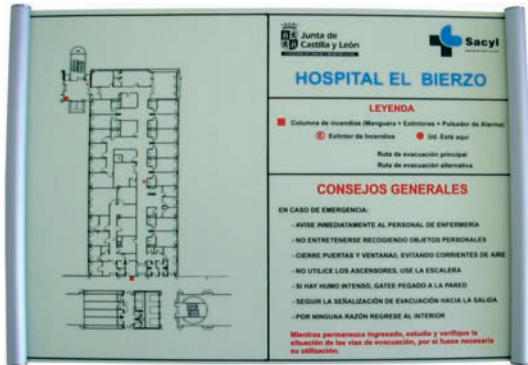 Junta de
Castilla y León
Sacyl
HOSPITAL EL BIERZO
LEYENDA
Columna de incendios (Manguera + Extintores + Pulsador de Alarma)
E Extintor de Incendios Ud. Está aquí
Ruta de evacuación principal
Ruta de evacuación alternativa
CONSEJOS GENERALES
EN CASO DE EMERGENCIA:
- AVISE INMEDIATAMENTE AL PERSONAL DE ENFERMERÍA
- NO ENTRETENERSE RECOGIENDO OBJETOS PERSONALES
- CIERRE PUERTAS Y VENTANAS, EVITANDO CORRIENTES DE AIRE
- NO UTILICE LOS ASCENSORES, USE LA ESCALERA
- SI HAY HUMO INTENSO, GATEE PEGADO A LA PARED
- SEGUIR LA SEÑALIZACIÓN DE EVACUACIÓN HACIA LA SALIDA
- POR NINGUNA RAZÓN REGRESE AL INTERIOR
Mientras permanezca ingresado, estudie y verifique la
situación de las vías de evacuación, por si fuese necesaria
su utilización.